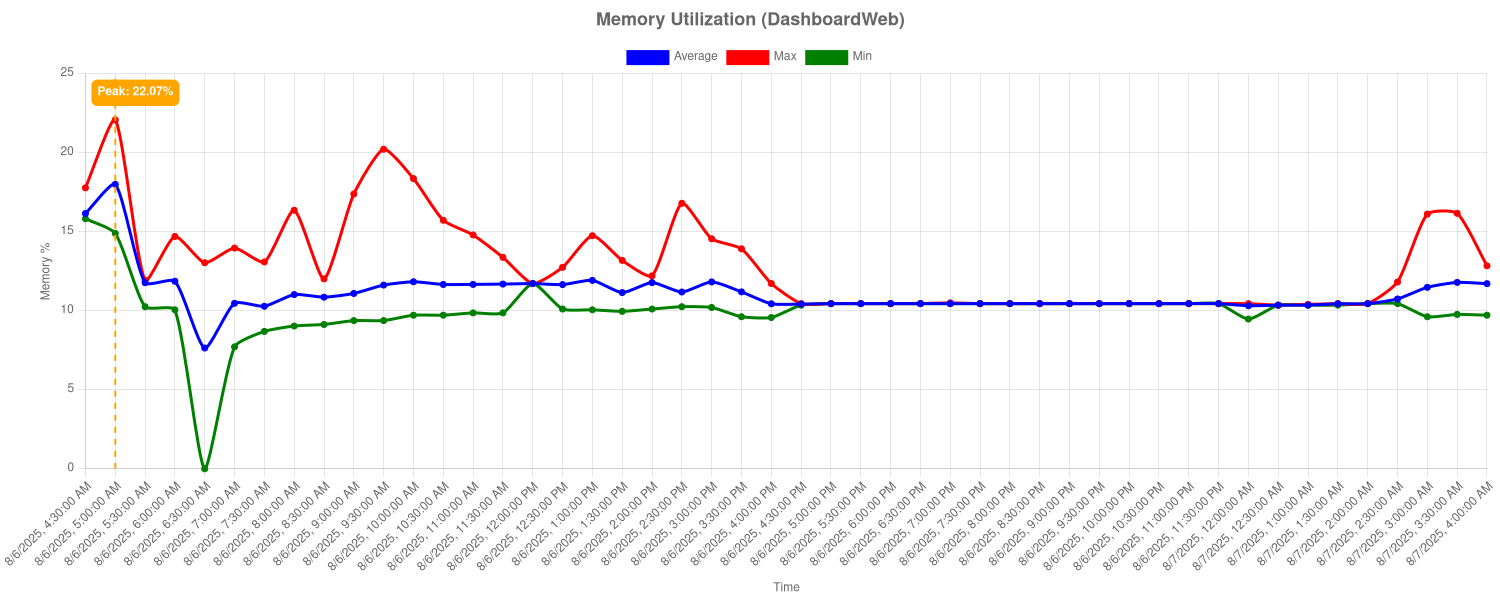 Memory Utilization (DashboardWeb)
Average Max Min
Peak: 22.07%
25
20
15
10
5
0
Memory %
8/6/2025, 4:30:00 AM
8/6/2025, 5:00:00 AM
8/6/2025, 5:30:00 AM
8/6/2025, 6:00:00 AM
8/6/2025, 6:30:00 AM
8/6/2025, 7:00:00 AM
8/6/2025, 7:30:00 AM
8/6/2025, 8:00:00 AM
8/6/2025, 8:30:00 AM
8/6/2025, 9:00:00 AM
8/6/2025, 9:30:00 AM
8/6/2025, 10:00:00 AM
8/6/2025, 10:30:00 AM
8/6/2025, 11:00:00 AM
8/6/2025, 11:30:00 AM
8/6/2025, 12:00:00 PM
8/6/2025, 12:30:00 PM
8/6/2025, 1:00:00 PM
8/6/2025, 1:30:00 PM
8/6/2025, 2:00:00 PM
8/6/2025, 2:30:00 PM
8/6/2025, 3:00:00 PM
8/6/2025, 3:30:00 PM
8/6/2025, 4:00:00 PM
8/6/2025, 4:30:00 PM
8/6/2025, 5:00:00 PM
8/6/2025, 5:30:00 PM
8/6/2025, 6:00:00 PM
8/6/2025, 6:30:00 PM
8/6/2025, 7:00:00 PM
8/6/2025, 7:30:00 PM
8/6/2025, 8:00:00 PM
8/6/2025, 8:30:00 PM
8/6/2025, 9:00:00 PM
8/6/2025, 9:30:00 PM
8/6/2025, 10:00:00 PM
8/6/2025, 10:30:00 PM
8/6/2025, 11:00:00 PM
8/6/2025, 11:30:00 PM
8/7/2025, 12:00:00 AM
8/7/2025, 12:30:00 AM
8/7/2025, 1:00:00 AM
8/7/2025, 1:30:00 AM
8/7/2025, 2:00:00 AM
8/7/2025, 2:30:00 AM
8/7/2025, 3:00:00 AM
8/7/2025, 3:30:00 AM
8/7/2025, 4:00:00 AM
Time